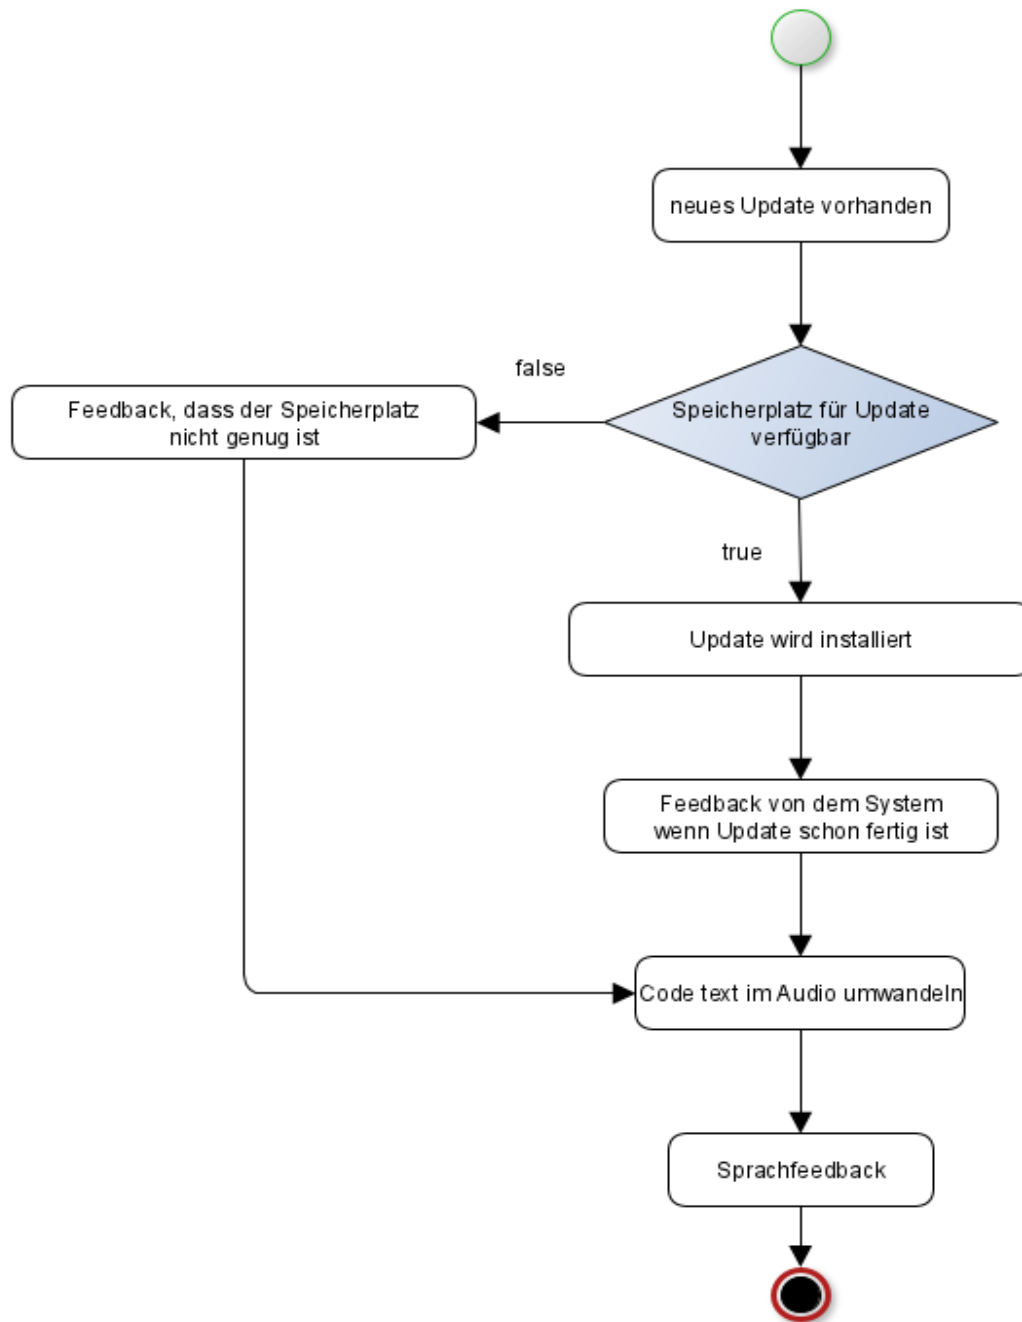 neues Update vorhanden
false
Feedback, dass der Speicherplatz
nicht genug ist
Speicherplatz für Update
verfügbar
true
Update wird installiert
Feedback von dem System
wenn Update schon fertig ist
Code text im Audio umwandeln
Sprachfeedback